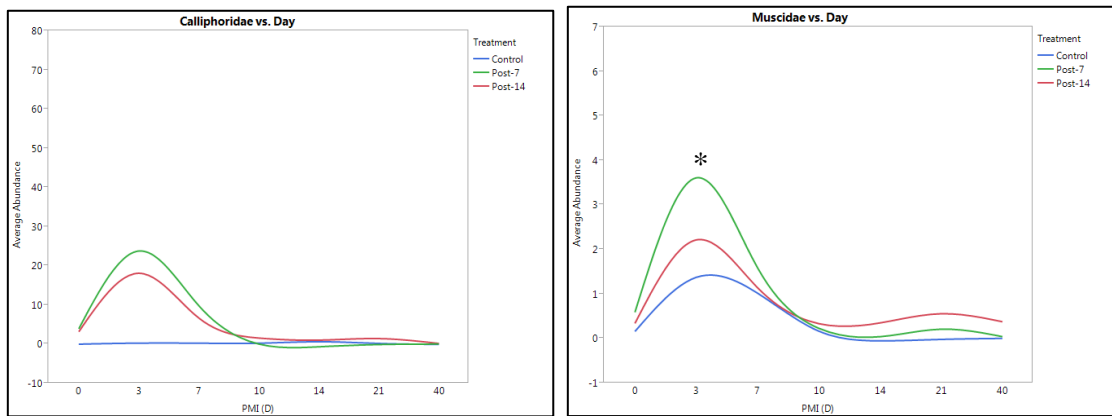 Calliphoridae vs. Day
80
70
60
50
40
30
20
10
0
-10
Average Abundance
0 3 7 10 14 21 40
PMI (D)
Treatment
Control
Post-7
Post-14
Muscidae vs. Day
7
6
5
4
3
2
1
0
-1
Average Abundance
*
0 3 7 10 14 21 40
PMI (D)
Treatment
Control
Post-7
Post-14